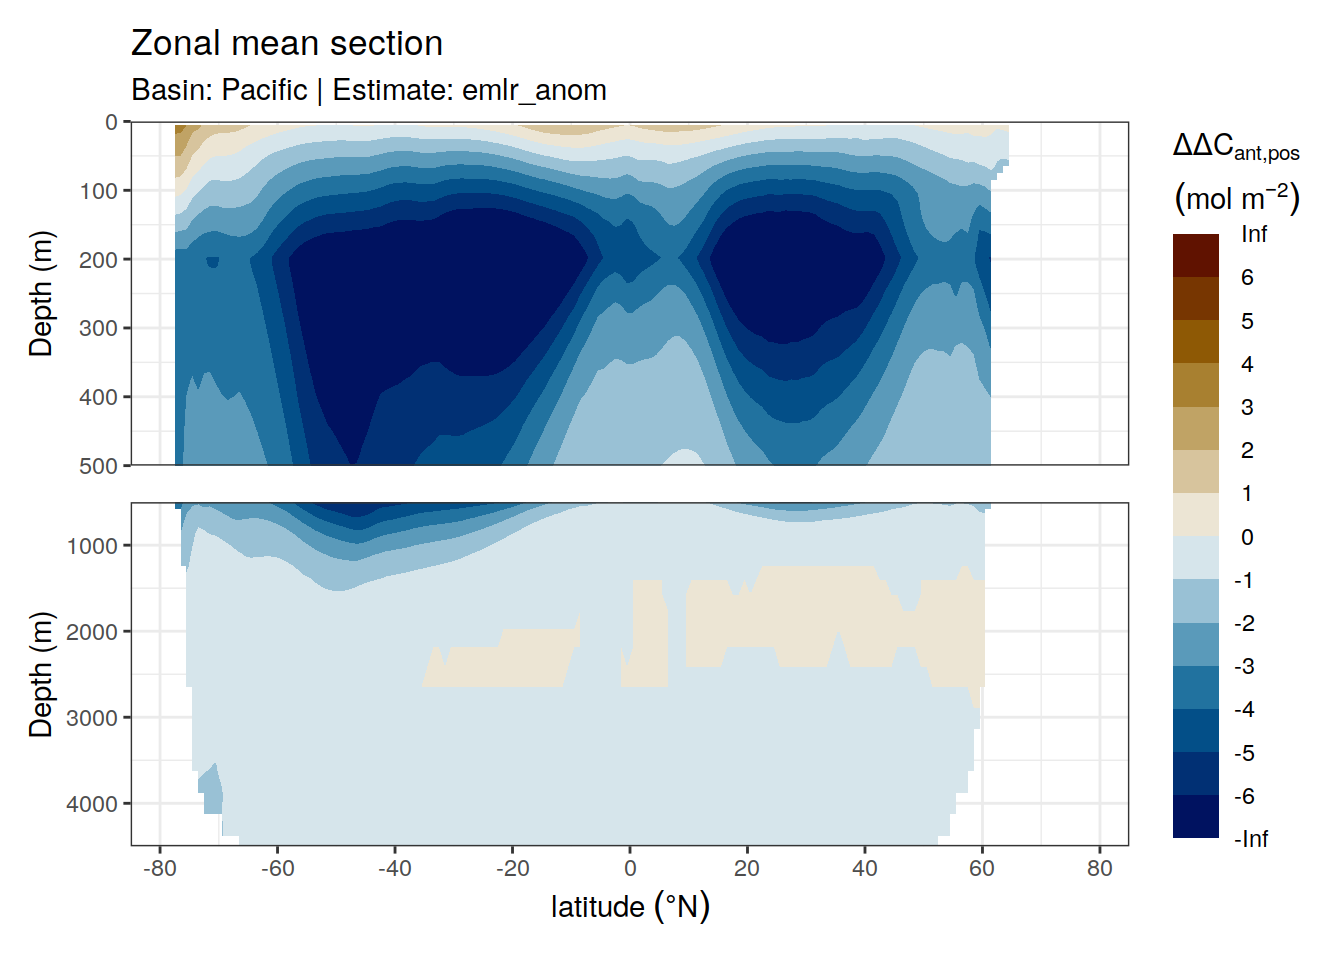 Zonal mean section
Basin: Pacific | Estimate: emlr_anom
ΔΔCant,pos
(mol m−2)
Inf
6
5
4
3
2
1
0
-1
-2
-3
-4
-5
-6
-Inf
Depth (m)
0
100
200
300
400
500
Depth (m)
1000
2000
3000
4000
-80 -60 -40 -20 0 20 40 60 80
latitude (°N)